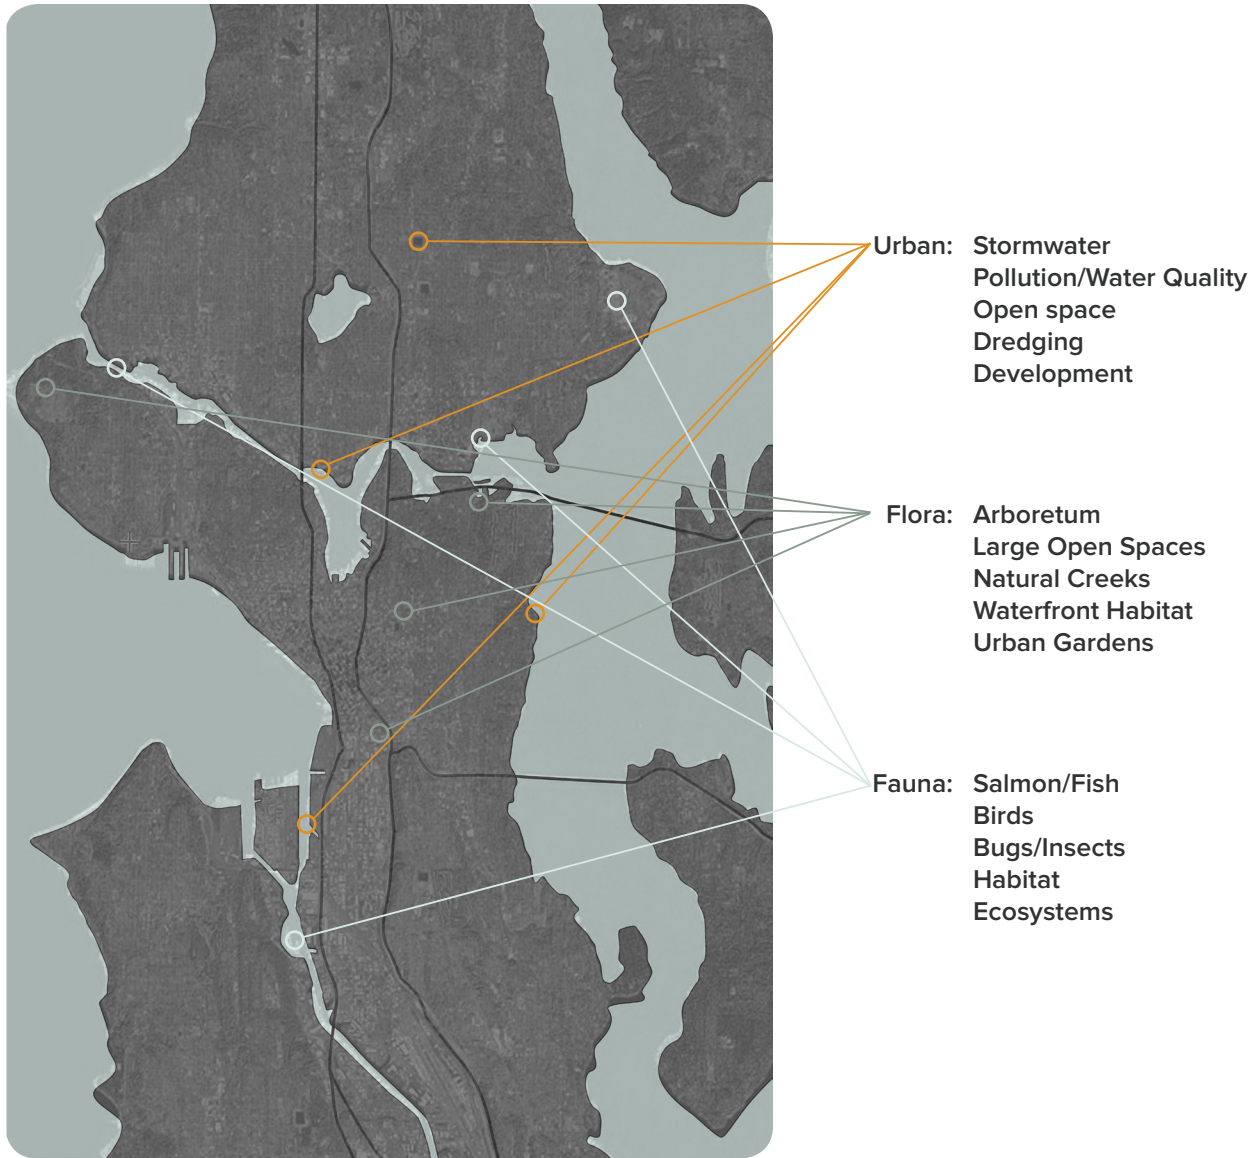 Urban: Stormwater
Pollution/Water Quality
Open space
Dredging
Development
Flora: Arboretum
Large Open Spaces
Natural Creeks
Waterfront Habitat
Urban Gardens
Fauna: Salmon/Fish
Birds
Bugs/Insects
Habitat
Ecosystems